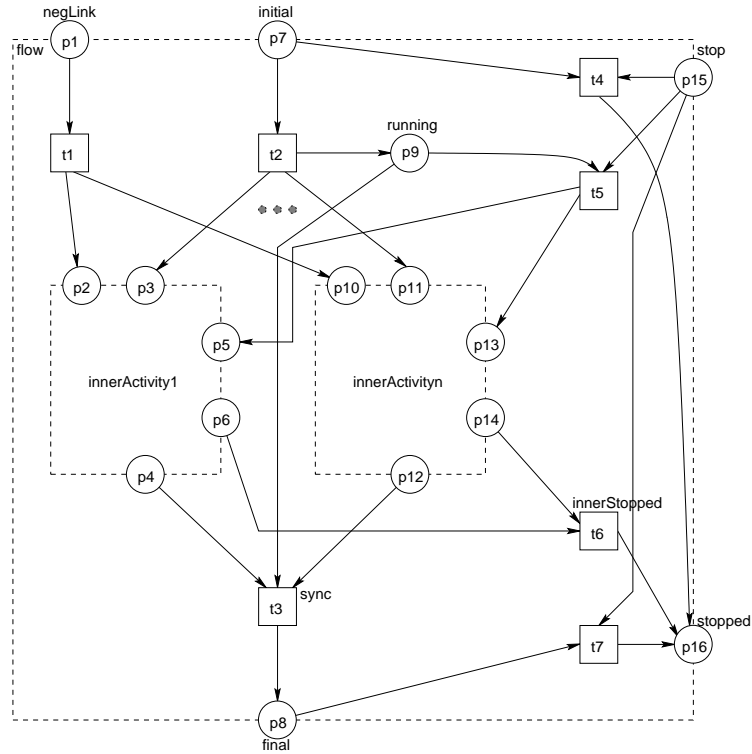 negLink
initial
flow
p1
p7
stop
t4
p15
running
t1
t2
p9
t5
p2
p3
p10
p11
p5
p13
innerActivity1
innerActivityn
p6
p14
p4
p12
innerStopped
t6
t3
sync
t7
stopped
p16
p8
final